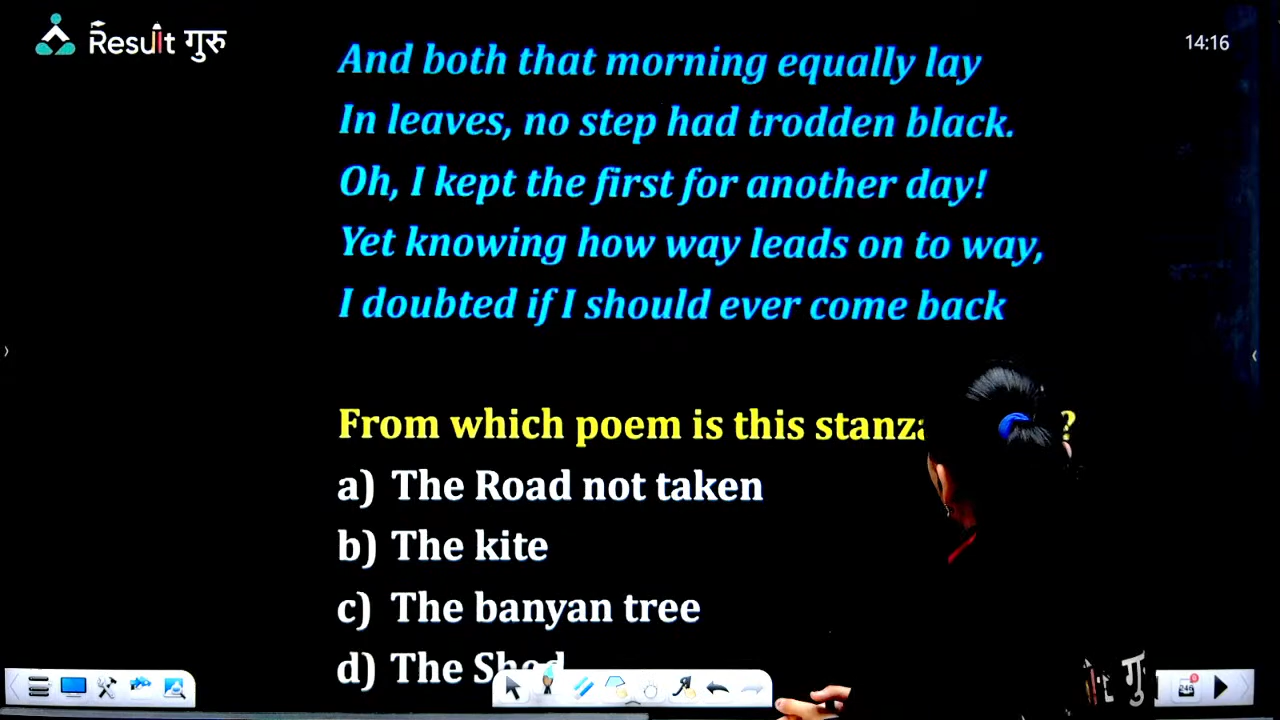 Result गुरु
14:16
And both that morning equally lay
In leaves, no step had trodden black.
Oh, I kept the first for another day!
Yet knowing how way leads on to way,
I doubted if I should ever come back
From which poem is this ?
a) The Road not taken
b) The kite
c) The banyan tree
d) The Shed